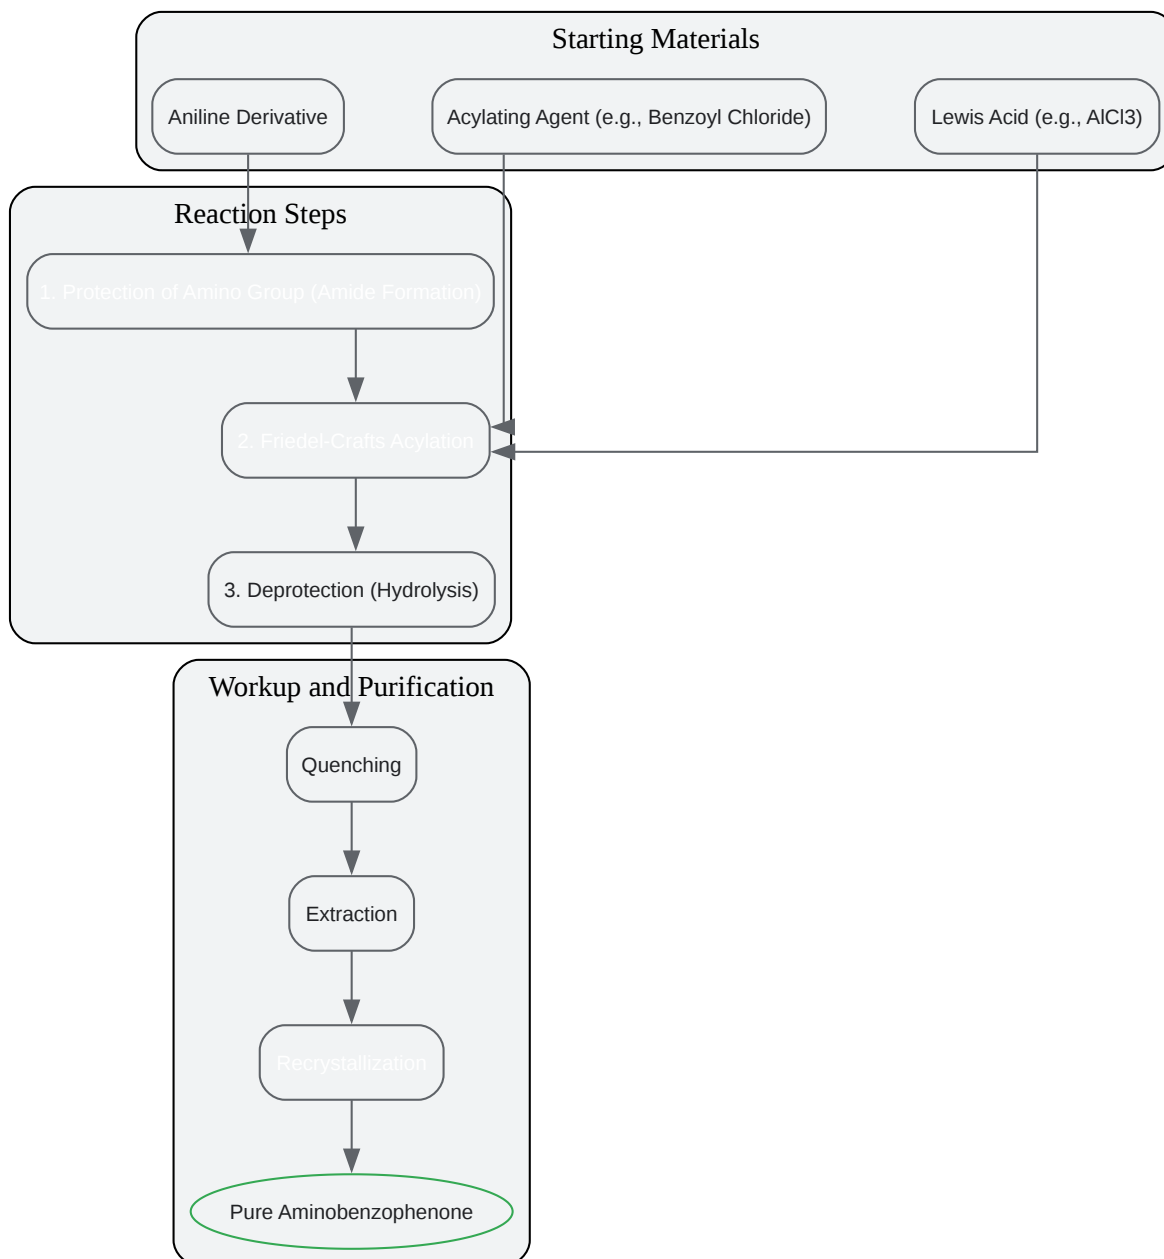 Starting Materials
Aniline Derivative
Acylating Agent (e.g., Benzoyl Chloride)
Lewis Acid (e.g., AlCl3)
Reaction Steps
1. Protection of Amino Group (Amide Formation)
2. Friedel-Crafts Acylation
3. Deprotection (Hydrolysis)
Workup and Purification
Quenching
Extraction
Recrystallization
Pure Aminobenzophenone